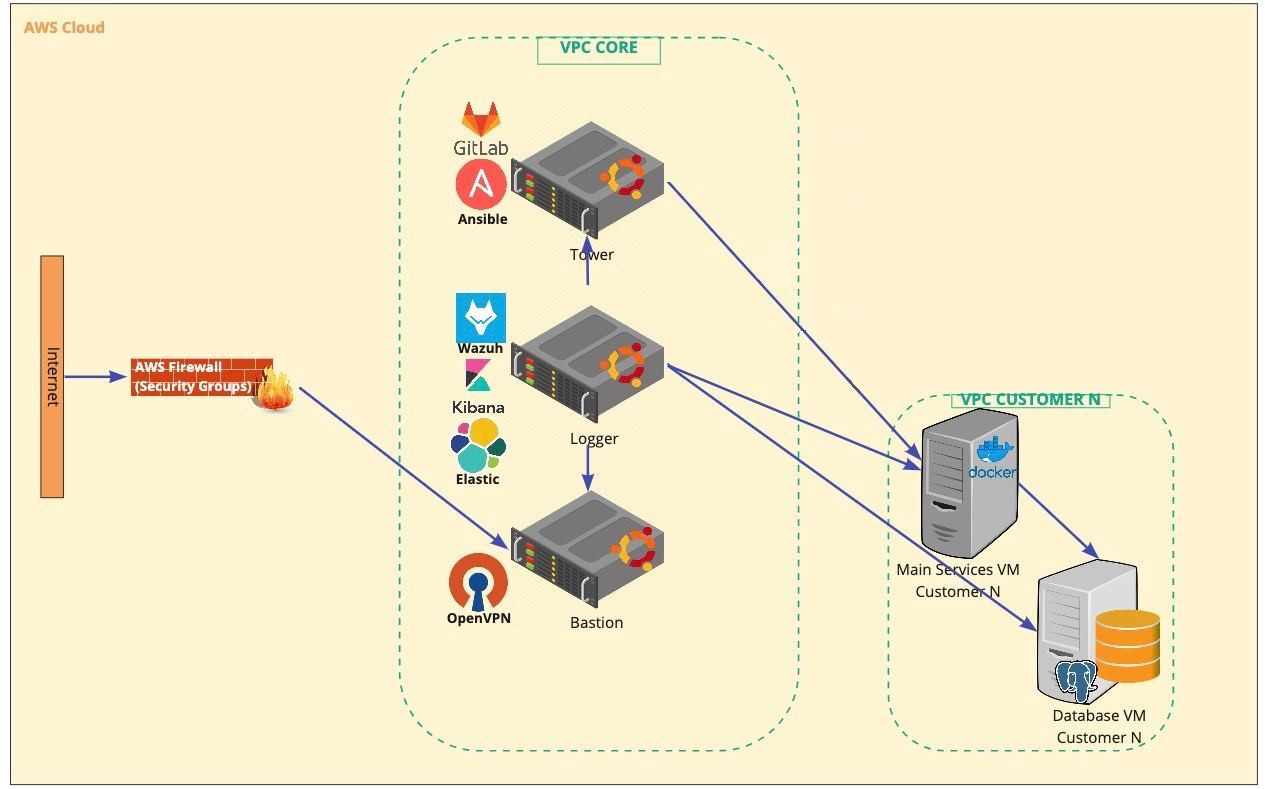 AWS Cloud
VPC CORE
GitLab
Ansible
Tower
Wazuh
Kibana
Logger
Elastic
OpenVPN
Bastion
Internet
AWS Firewall
(Security Groups)
VPC CUSTOMER N
docker
Main Services VM
Customer N
Database VM
Customer N